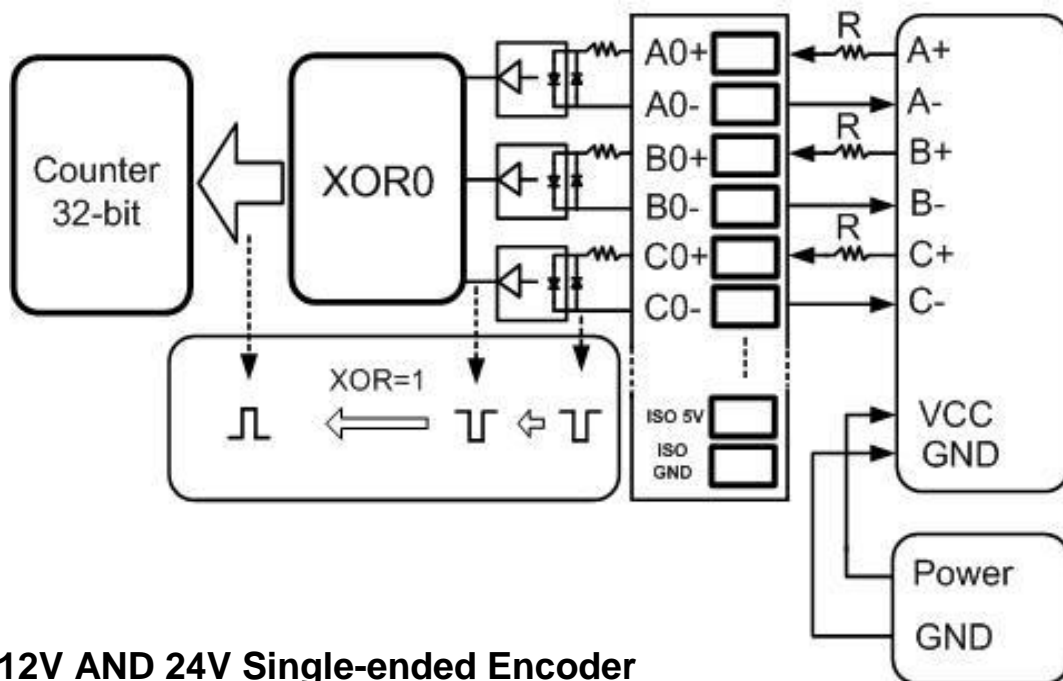 Counter
32-bit
XOR0
XOR=1
A0+
A0-
B0+
B0-
C0+
C0-
ISO 5V
ISO
GND
R
R
R
A+
A-
B+
B-
C+
C-
VCC
GND
Power
GND
12V AND 24V Single-ended Encoder